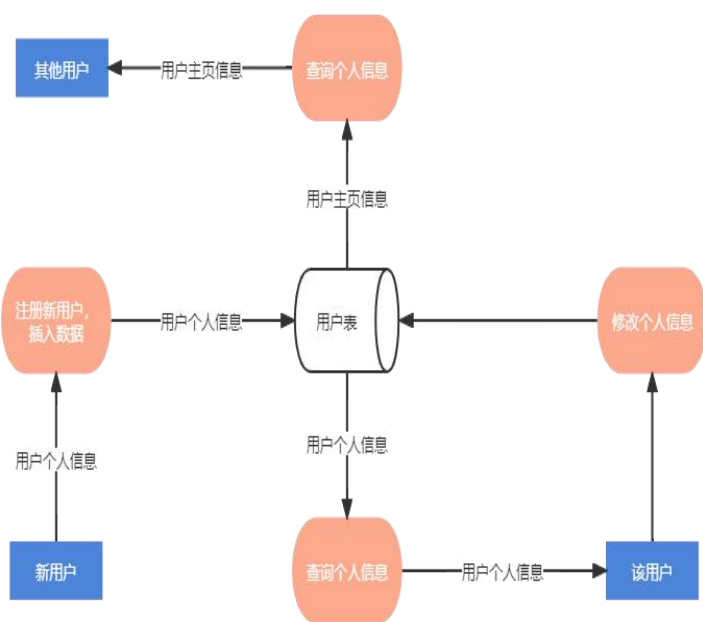 其他用户
用户主页信息
查询个人信息
用户主页信息
注册新用户,
插入数据
用户个人信息
用户表
修改个人信息
用户个人信息
用户个人信息
新用户
查询个人信息
用户个人信息
该用户